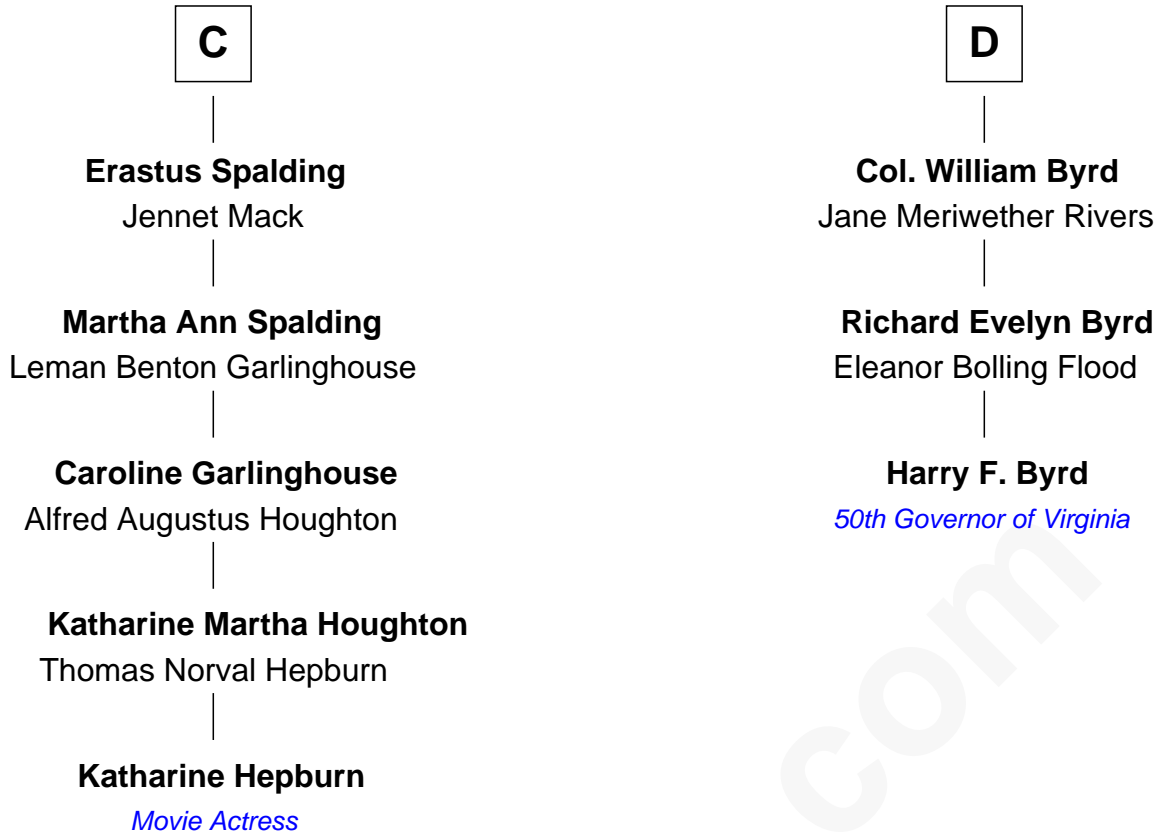 C
Erastus Spalding
Jennet Mack
Martha Ann Spalding
Leman Benton Garlinghouse
Caroline Garlinghouse
Alfred Augustus Houghton
Katharine Martha Houghton
Thomas Norval Hepburn
Katharine Hepburn
Movie Actress
D
Col. William Byrd
Jane Meriwether Rivers
Richard Evelyn Byrd
Eleanor Bolling Flood
Harry F. Byrd
50th Governor of Virginia
com